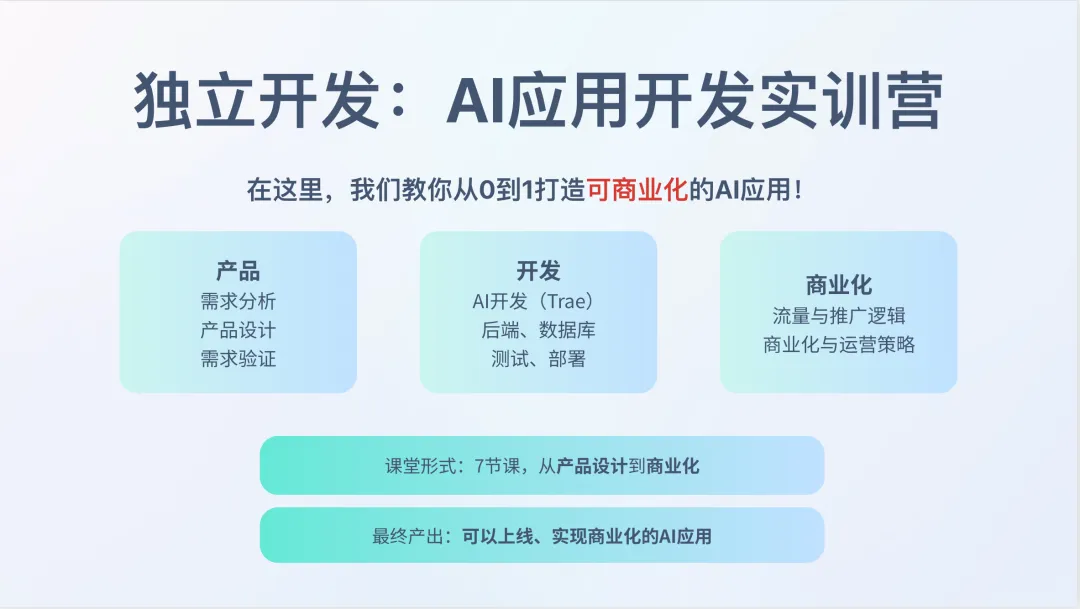 独立开发：AI应用开发实训营
在这里，我们教你从0到1打造可商业化的AI应用！
产品
需求分析
产品设计
需求验证
开发
AI开发（Trae）
后端、数据库
测试、部署
商业化
流量与推广逻辑
商业化与运营策略
课堂形式：7节课，从产品设计到商业化
最终产出：可以上线、实现商业化的AI应用